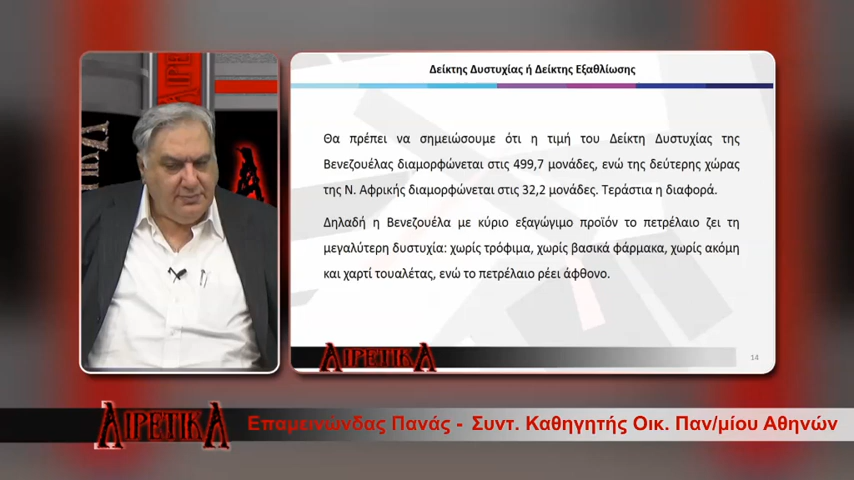 Δείκτης Δυστυχίας ή Δείκτης Εξαθλίωσης
Θα πρέπει να σημειώσουμε ότι η τιμή του Δείκτη Δυστυχίας της
Βενεζουέλας διαμορφώνεται στις 499,7 μονάδες, ενώ της δεύτερης χώρας
της Ν. Αφρικής διαμορφώνεται στις 32,2 μονάδες. Τεράστια η διαφορά.
Δηλαδή η Βενεζουέλα με κύριο εξαγώγιμο προϊόν το πετρέλαιο ζει τη
μεγαλύτερη δυστυχία: χωρίς τρόφιμα, χωρίς βασικά φάρμακα, χωρίς ακόμη
και χαρτί τουαλέτας, ενώ το πετρέλαιο ρέει άφθονο.
ΑΙΡΕΤΙΚΑ
14
ΑΙΡΕΤΙΚΑ
Επαμεινώνδας Πανάς - Συντ. Καθηγητής Οικ. Παν/μίου Αθηνών